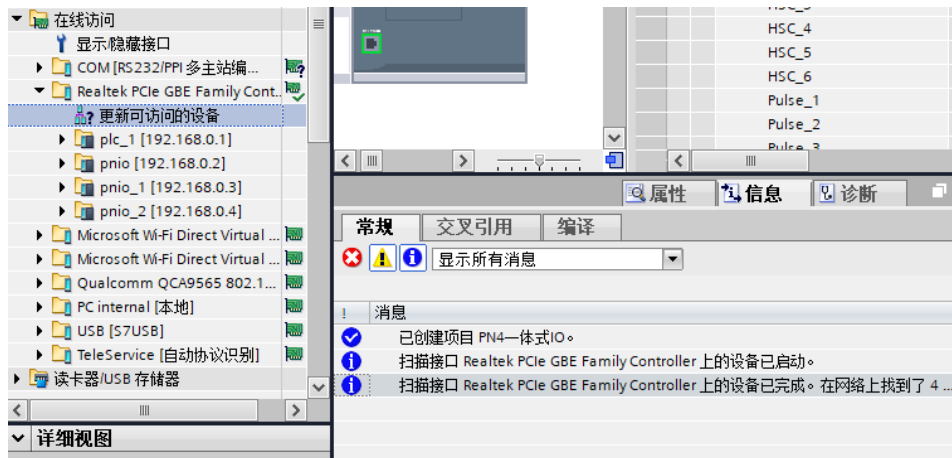 在线访问
显示/隐藏接口
COM [RS232/PPI 多主站编...
Realtek PCIe GBE Family Cont..
更新可访问的设备
plc_1 [192.168.0.1]
pnio [192.168.0.2]
pnio_1 [192.168.0.3]
pnio_2 [192.168.0.4]
Microsoft Wi-Fi Direct Virtual ...
Microsoft Wi-Fi Direct Virtual ...
Qualcomm QCA9565 802.1...
PC internal [本地]
USB [S7USB]
TeleService [自动协议识别]
读卡器/USB 存储器
详细视图
HSC_4
HSC_5
HSC_6
Pulse_1
Pulse_2
Pulse_3
属性 信息 诊断
常规 交叉引用 编译
显示所有消息
! 消息
已创建项目 PN4—体式IO。
扫描接口 Realtek PCIe GBE Family Controller 上的设备已启动。
扫描接口 Realtek PCIe GBE Family Controller 上的设备已完成。在网络上找到了 4 ...